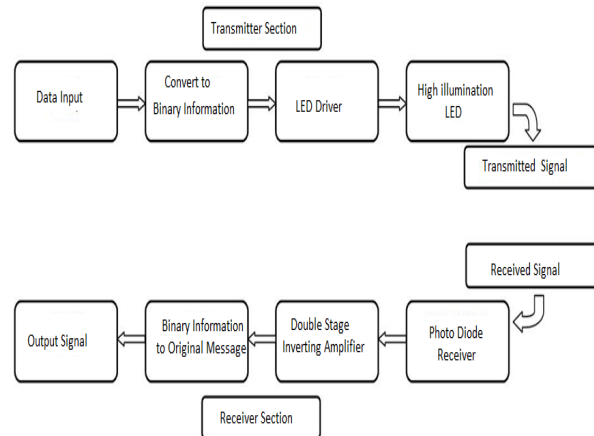 Transmitter Section
Data Input
Convert to
Binary Information
LED Driver
High illumination
LED
Transmitted Signal
Received Signal
Photo Diode
Receiver
Double Stage
Inverting Amplifier
Binary Information
to Original Message
Output Signal
Receiver Section